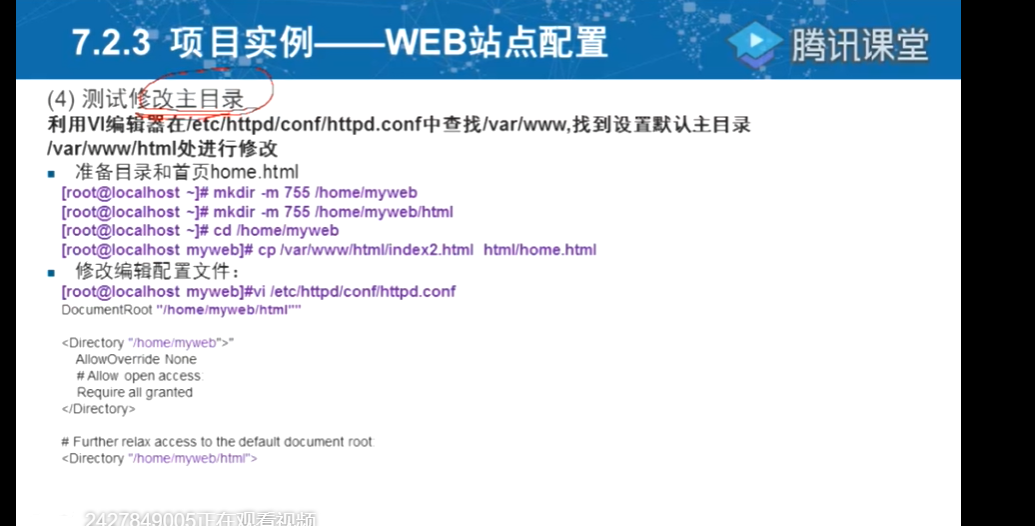 7.2.3 项目实例——WEB站点配置
腾讯课堂
(4) 测试修改主目录
利用VI编辑器在/etc/httpd/conf/httpd.conf中查找/var/www,找到设置默认主目录
/var/www/html处进行修改
■ 准备目录和首页home.html
[root@localhost ~]# mkdir -m 755 /home/myweb
[root@localhost ~]# mkdir -m 755 /home/myweb/html
[root@localhost ~]# cd /home/myweb
[root@localhost myweb]# cp /var/www/html/index2.html html/home.html
■ 修改编辑配置文件：
[root@localhost myweb]#vi /etc/httpd/conf/httpd.conf
DocumentRoot "/home/myweb/html""
<Directory "/home/myweb">"
AllowOverride None
# Allow open access:
Require all granted
</Directory>
# Further relax access to the default document root:
<Directory "/home/myweb/html">
2427849005正在观看视频